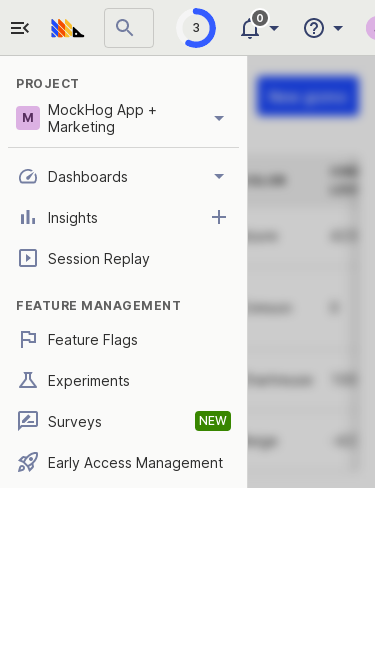 3
0
PROJECT
M
MockHog App +
Marketing
Dashboards
Insights
Session Replay
FEATURE MANAGEMENT
Feature Flags
Experiments
Surveys
NEW
Early Access Management